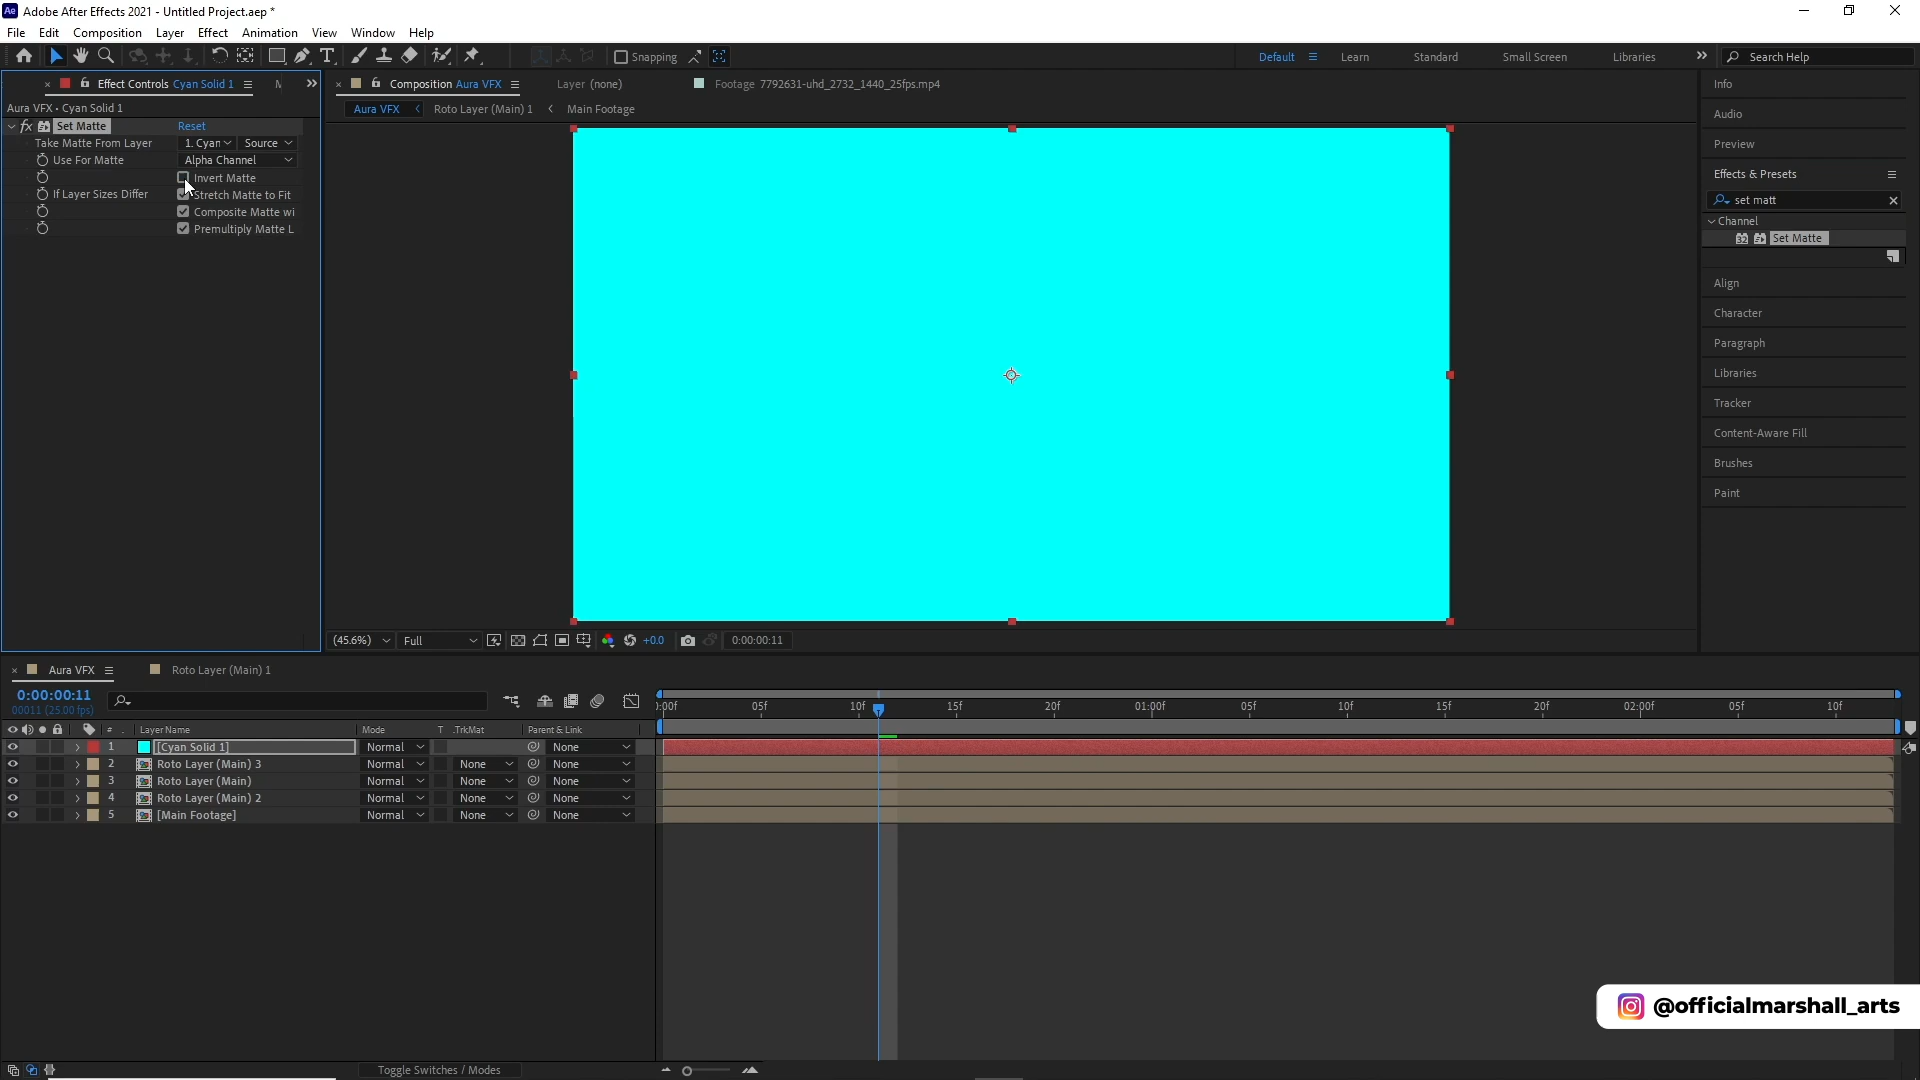 Adobe After Effects 2021 - Untitled Project.aep *
File Edit Composition Layer Effect Animation View Window Help
Snapping
Default Learn Standard Small Screen Libraries Search Help
Effect Controls Cyan Solid 1
Aura VFX • Cyan Solid 1
fx Set Matte Reset
Take Matte From Layer 1. Cyan Source
Use For Matte Alpha Channel
Invert Matte
If Layer Sizes Differ Stretch Matte to Fit
Composite Matte wi
Premultiply Matte L
Composition Aura VFX Layer (none) Footage 7792631-uhd_2732_1440_25fps.mp4
Aura VFX Roto Layer (Main) 1 Main Footage
(45.6%) Full +0.0 0:00:00:11
Info
Audio
Preview
Effects & Presets
set matt
Channel
32 Set Matte
Align
Character
Paragraph
Libraries
Tracker
Content-Aware Fill
Brushes
Paint
Aura VFX Roto Layer (Main) 1
0:00:00:11
00011 (25.00 fps)
):00f 05f 10f 15f 20f 01:00f 05f 10f 15f 20f 02:00f 05f 10f
# Layer Name Mode T .TrkMat Parent & Link
1 [Cyan Solid 1] Normal None
2 Roto Layer (Main) 3 Normal None None
3 Roto Layer (Main) Normal None None
4 Roto Layer (Main) 2 Normal None None
5 [Main Footage] Normal None None
Toggle Switches / Modes
@officialmarshall_arts